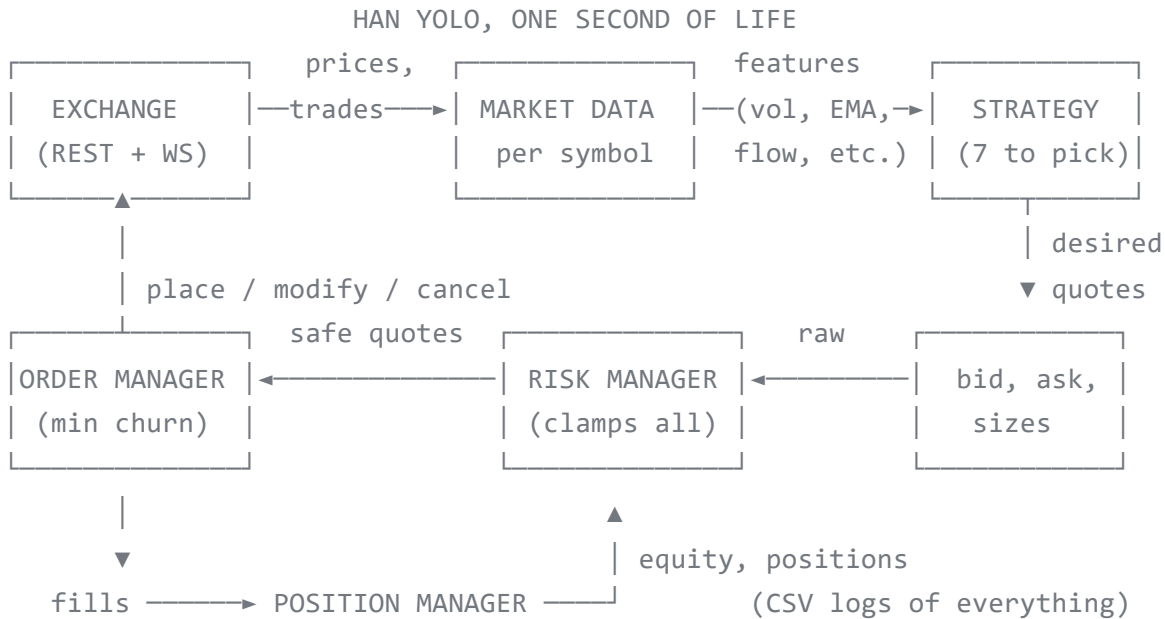 HAN YOLO, ONE SECOND OF LIFE
prices, features
EXCHANGE trades MARKET DATA (vol, EMA, STRATEGY
(REST + WS) per symbol flow, etc.) (7 to pick)
desired
place / modify / cancel quotes
safe quotes raw
ORDER MANAGER RISK MANAGER bid, ask,
(min churn) (clamps all) sizes
equity, positions
fills POSITION MANAGER (CSV logs of everything)